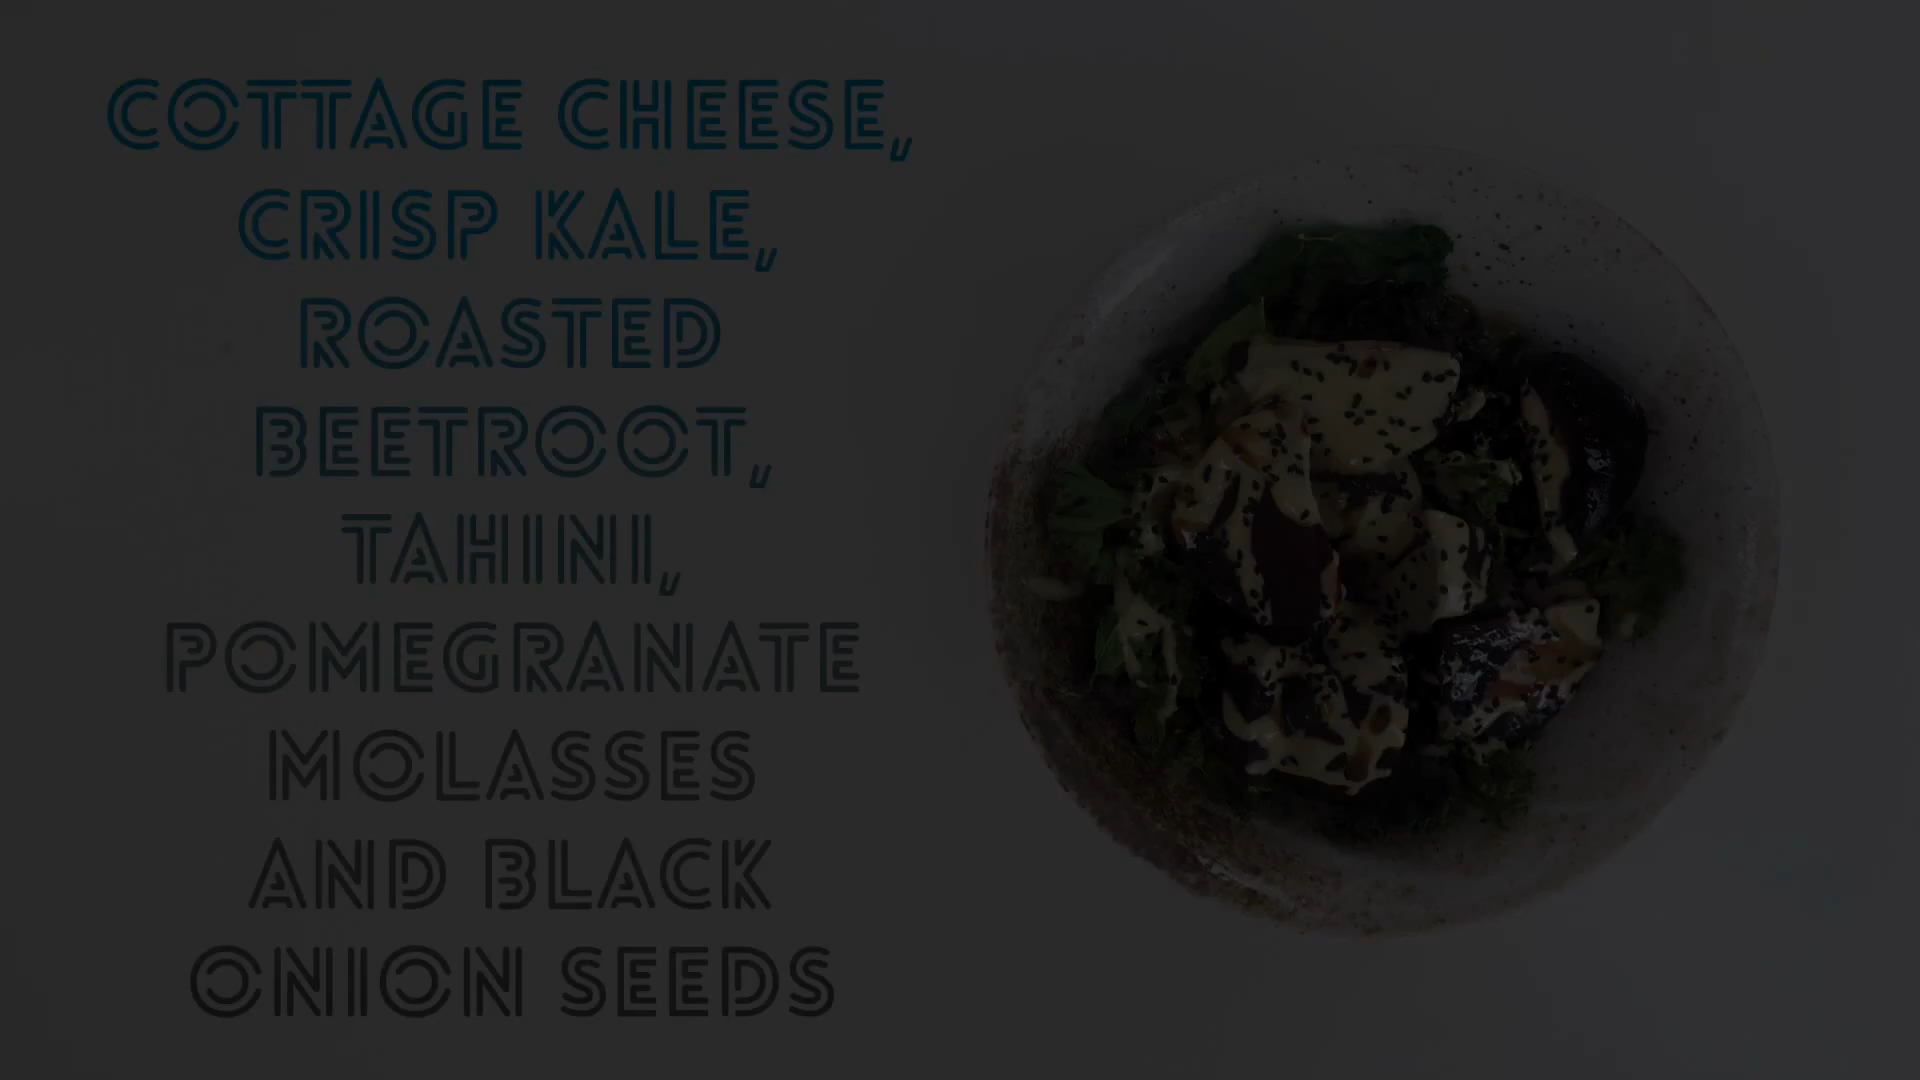 COTTAGE CHEESE,
CRISP KALE,
ROASTED
BEETROOT,
TAHINI,
POMEGRANATE
MOLASSES
AND BLACK
ONION SEEDS